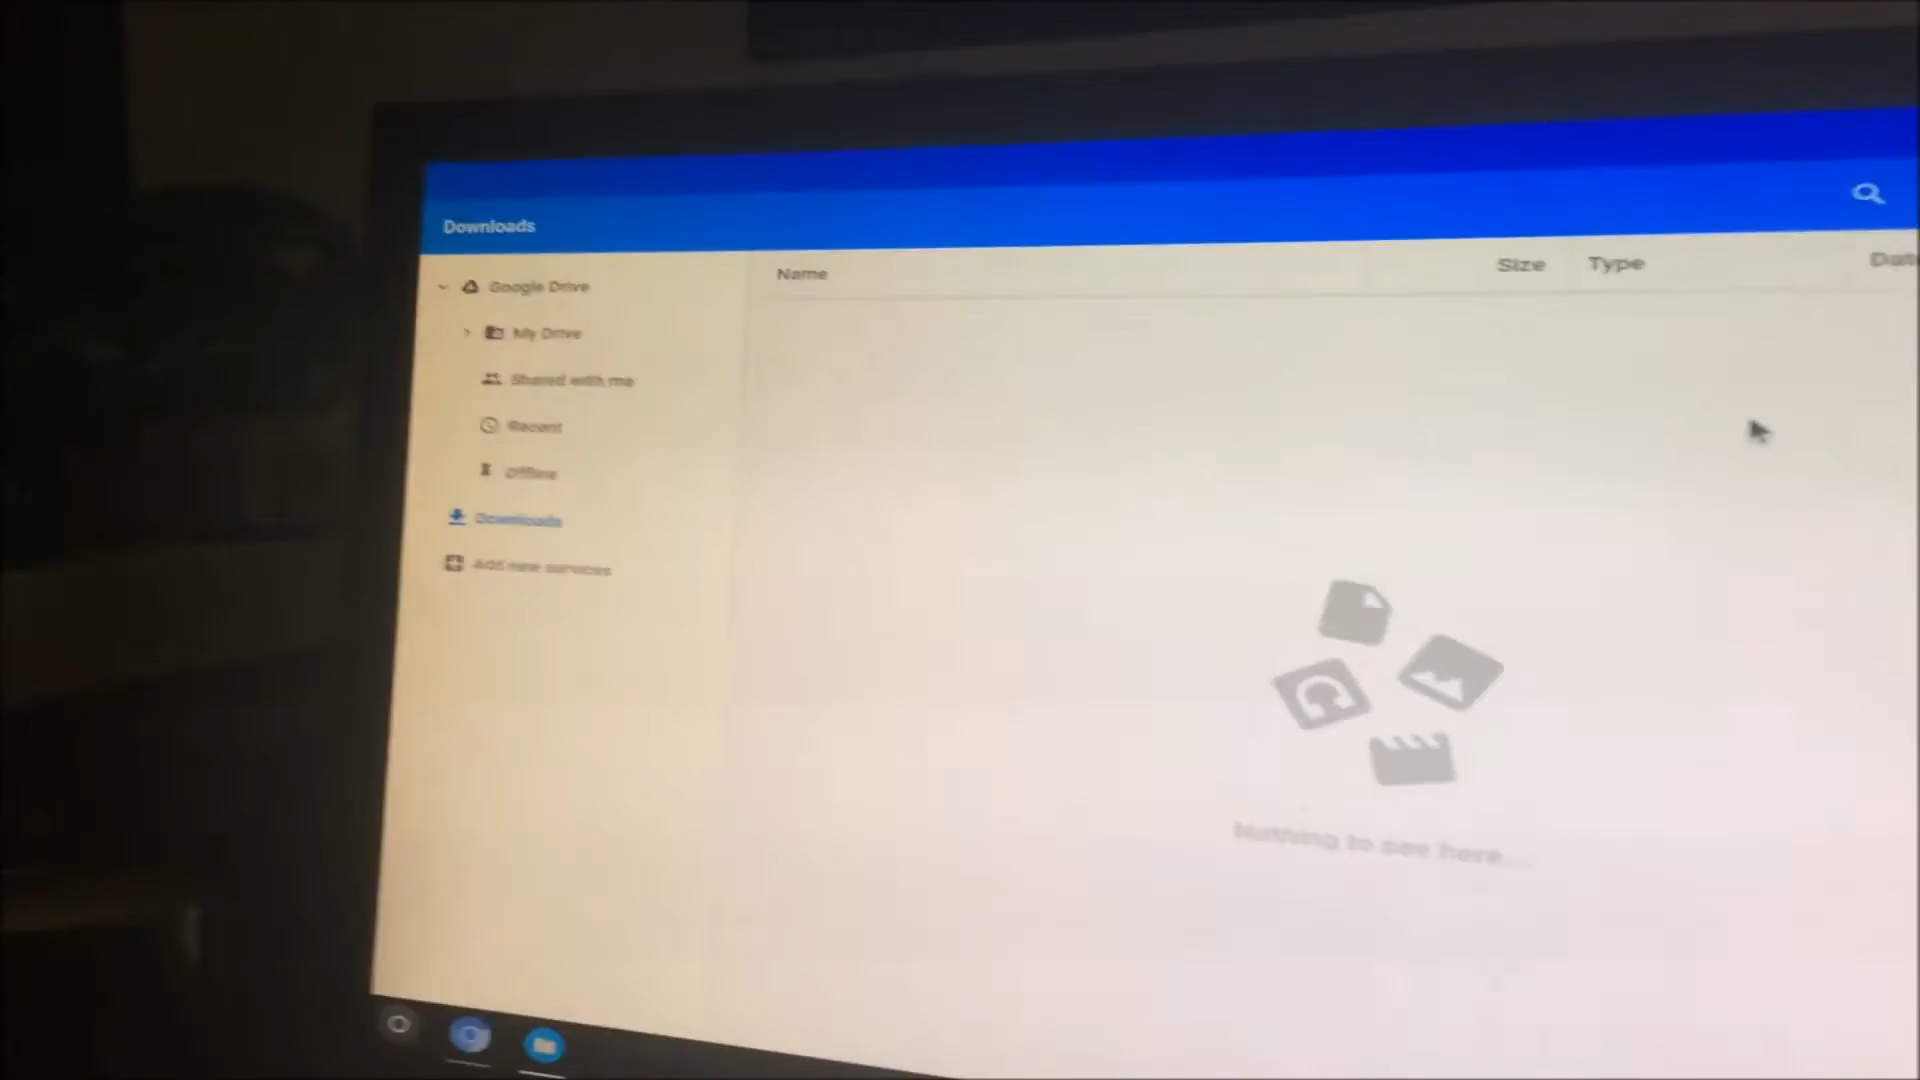 Downloads
Name Size Type
Google Drive
My Drive
Shared with me
Recent
Offline
Downloads
Add new services
Nothing to see here...